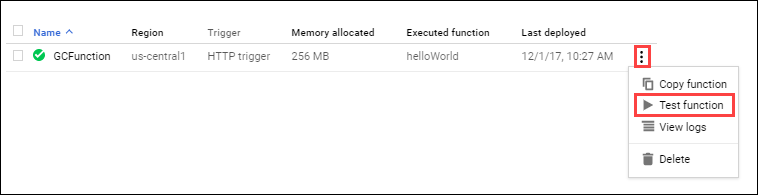 Name Region Trigger Memory allocated Executed function Last deployed
GCFunction us-central1 HTTP trigger 256 MB helloWorld 12/1/17, 10:27 AM
Copy function
Test function
View logs
Delete